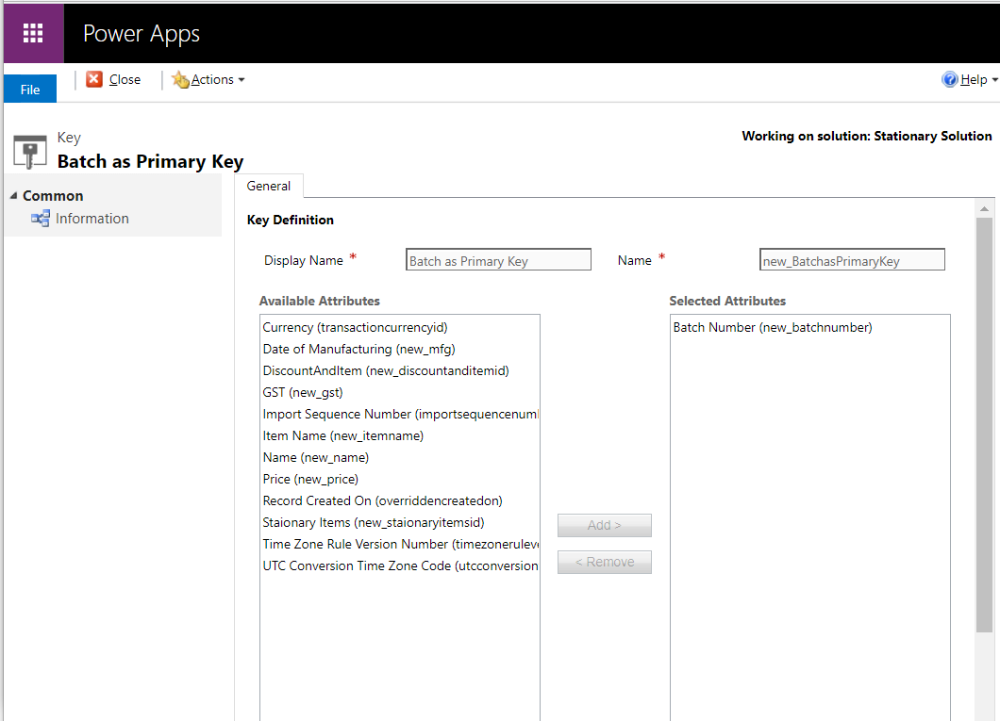 Power Apps
File
Close
Actions
Help
Key
Batch as Primary Key
Working on solution: Stationary Solution
Common
Information
General
Key Definition
Display Name *
Batch as Primary Key
Name *
new_BatchasPrimaryKey
Available Attributes
Selected Attributes
Currency (transactioncurrencyid)
Date of Manufacturing (new_mfg)
DiscountAndItem (new_discountanditemid)
GST (new_gst)
Import Sequence Number (importsequencenum
Item Name (new_itemname)
Name (new_name)
Price (new_price)
Record Created On (overriddencreatedon)
Staionary Items (new_staionaryitemsid)
Time Zone Rule Version Number (timezonerulev
UTC Conversion Time Zone Code (utcconversion
Add >
< Remove
Batch Number (new_batchnumber)